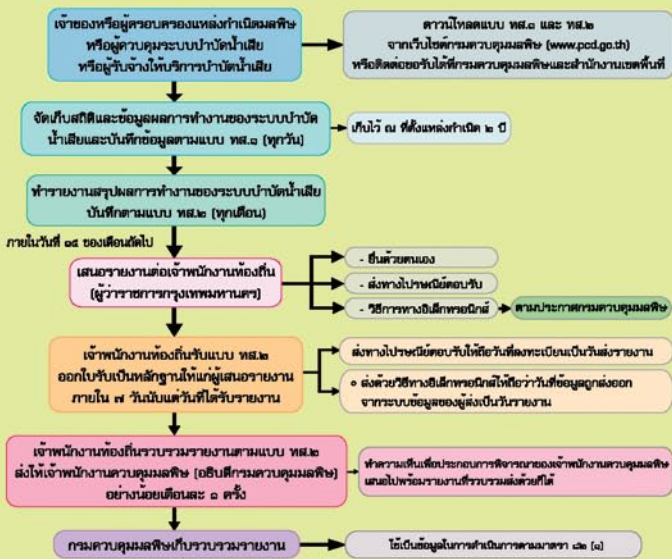 เจ้าของหรือผู้ครอบครองแหล่งกำเนิดมลพิษ
หรือผู้ควบคุมระบบบำบัดน้ำเสีย
หรือผู้รับจ้างให้บริการบำบัดน้ำเสีย
ดาวน์โหลดแบบ ทส.๑ และ ทส.๒
จากเว็บไซต์กรมควบคุมมลพิษ (www.pcd.go.th)
หรือติดต่อขอรับได้ที่กรมควบคุมมลพิษและสำนักงานเขตพื้นที่
จัดเก็บสถิติและข้อมูลผลการทำงานของระบบบำบัด
น้ำเสียและบันทึกข้อมูลตามแบบ ทส.๑ (ทุกวัน)
เก็บไว้ ณ ที่ตั้งแหล่งกำเนิด ๒ ปี
ทำรายงานสรุปผลการทำงานของระบบบำบัดน้ำเสีย
บันทึกตามแบบ ทส.๒ (ทุกเดือน)
ภายในวันที่ ๑๕ ของเดือนถัดไป
เสนอรายงานต่อเจ้าพนักงานท้องถิ่น
(ผู้ว่าราชการกรุงเทพมหานคร)
- ยื่นด้วยตนเอง
- ส่งทางไปรษณีย์ตอบรับ
- วิธีการทางอิเล็กทรอนิกส์
ตามประกาศกรมควบคุมมลพิษ
เจ้าพนักงานท้องถิ่นรับแบบ ทส.๒
ออกใบรับเป็นหลักฐานให้แก่ผู้เสนอรายงาน
ภายใน ๗ วันนับแต่วันที่ได้รับรายงาน
ส่งทางไปรษณีย์ตอบรับให้ถือวันที่ลงทะเบียนเป็นวันส่งรายงาน
• ส่งด้วยวิธีทางอิเล็กทรอนิกส์ให้ถือว่าวันที่ข้อมูลถูกส่งออก
จากระบบข้อมูลของผู้ส่งเป็นวันรายงาน
เจ้าพนักงานท้องถิ่นรวบรวมรายงานตามแบบ ทส.๒
ส่งให้เจ้าพนักงานควบคุมมลพิษ (อธิบดีกรมควบคุมมลพิษ)
อย่างน้อยเดือนละ ๑ ครั้ง
ทำความเห็นเพื่อประกอบการพิจารณาของเจ้าพนักงานควบคุมมลพิษ
เสนอไปพร้อมรายงานที่รวบรวมส่งด้วยก็ได้
กรมควบคุมมลพิษเก็บรวบรวมรายงาน
ใช้เป็นข้อมูลในการดำเนินการตามมาตรา ๘๒ (๑)